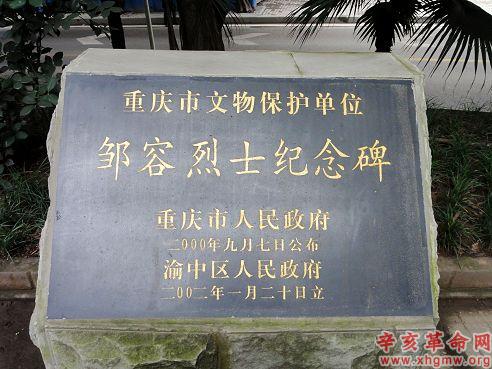 重庆市文物保护单位
邹容烈士纪念碑
重庆市人民政府
二000年九月七日公布
渝中区人民政府
二00二年一月二十日立
辛亥革命网
www.xhgmw.org